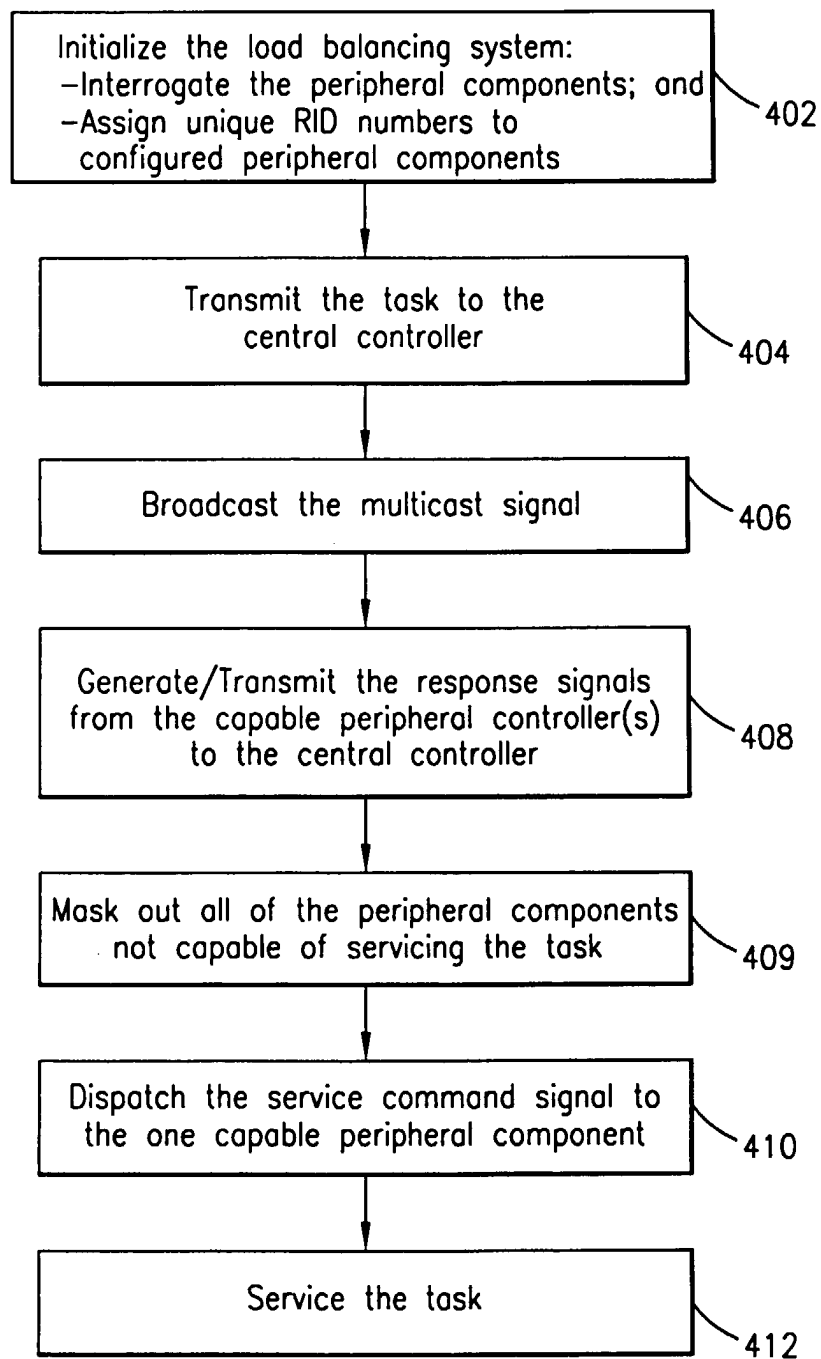 Initialize the load balancing system:
-Interrogate the peripheral components; and
-Assign unique RID numbers to
configured peripheral components
402
Transmit the task to the
central controller
404
Broadcast the multicast signal
406
Generate/Transmit the response signals
from the capable peripheral controller(s)
to the central controller
408
Mask out all of the peripheral components
not capable of servicing the task
409
Dispatch the service command signal to
the one capable peripheral component
410
Service the task
412